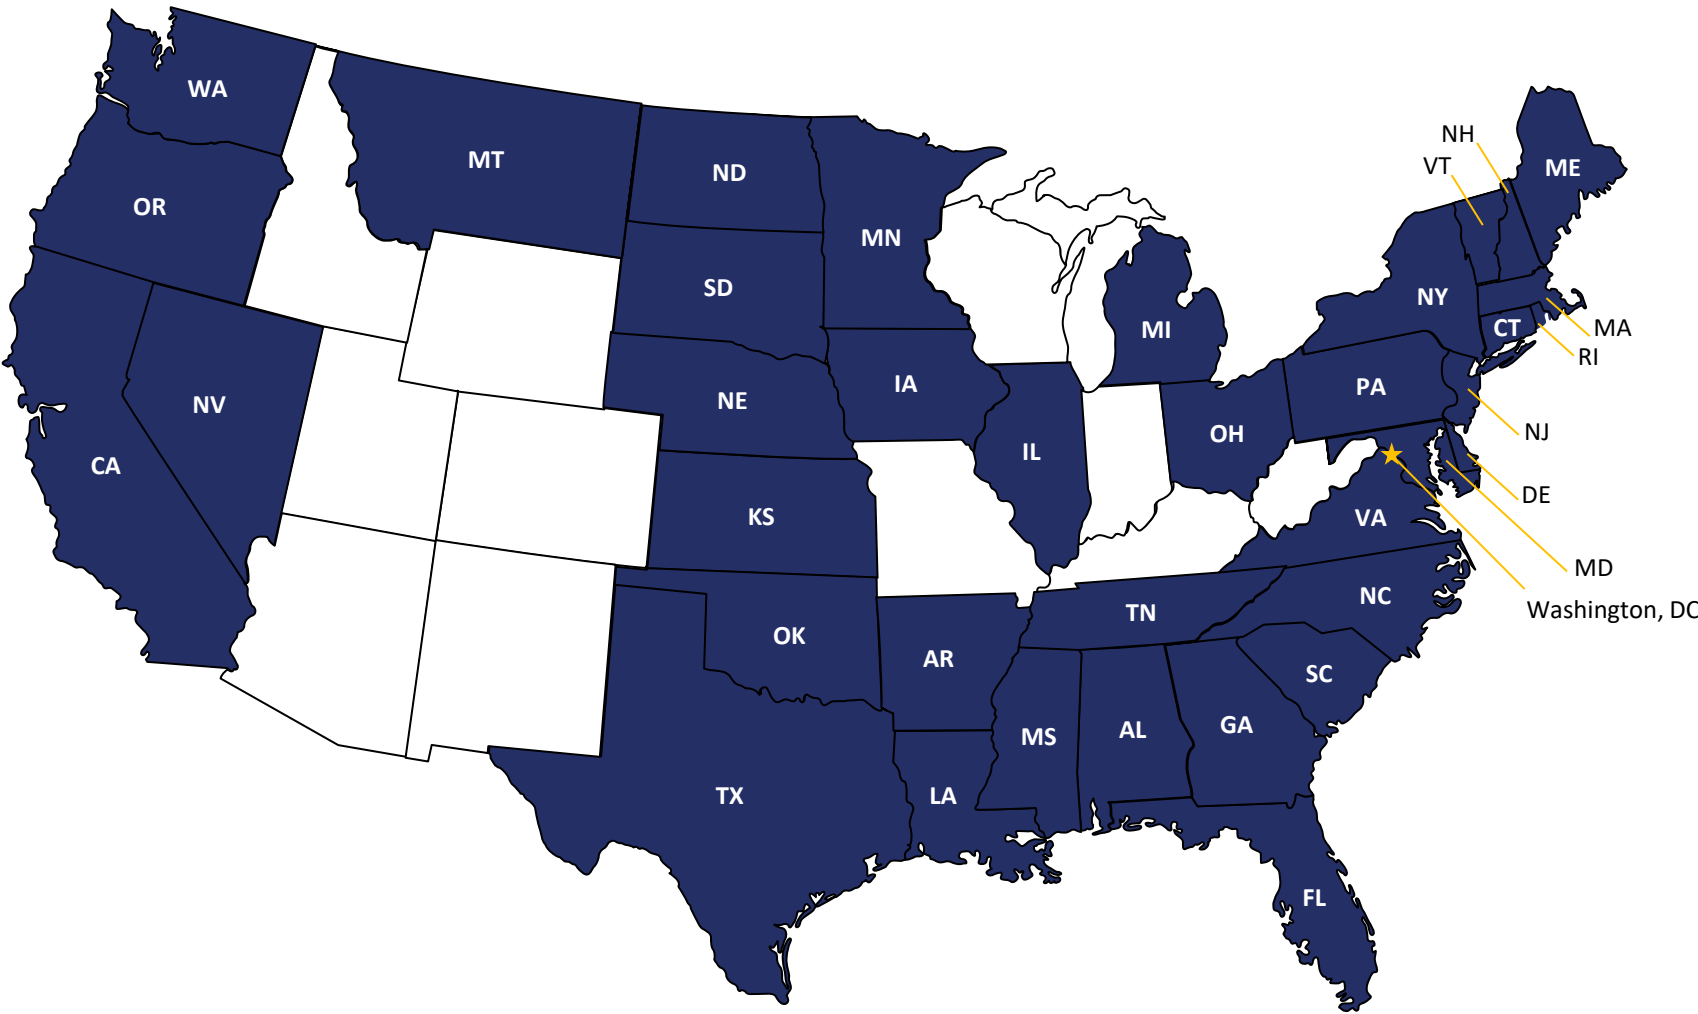 WA
MT
ND
OR
MN
SD
NH
VT
ME
NY
MI
CT
MA
RI
NV
NE
IA
PA
CA
IL
OH
NJ
KS
VA
DE
MD
OK
AR
TN
NC
Washington, DC
SC
TX
LA
MS
AL
GA
FL